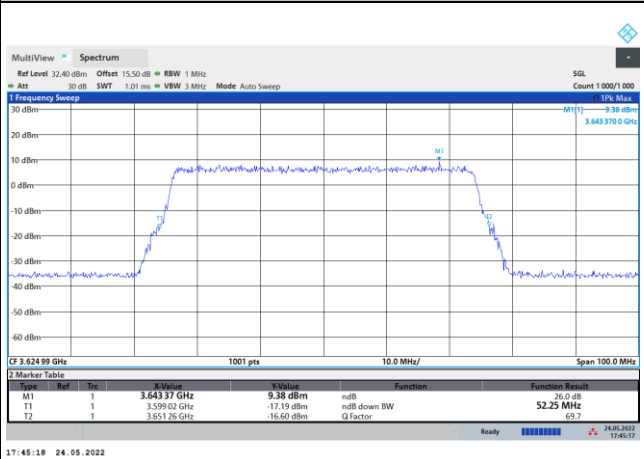 MultiView Spectrum
Ref Level 32.40 dBm Offset 15.50 dB RBW 1 MHz SGL
Att 30 dB SWT 1.01 ms VBW 3 MHz Mode Auto Sweep Count 1 000/1 000
1 Frequency Sweep 1Pk Max
30 dBm M1[1] 9.38 dBm
3.643 370 0 GHz
20 dBm
M1
10 dBm
0 dBm
-10 dBm
T1 T2
-20 dBm
-30 dBm
-40 dBm
-50 dBm
-60 dBm
CF 3.624 99 GHz 1001 pts 10.0 MHz/ Span 100.0 MHz
2 Marker Table
Type Ref Trc X-Value Y-Value Function Function Result
M1 1 3.643 37 GHz 9.38 dBm ndB 26.0 dB
T1 1 3.599 02 GHz -17.19 dBm ndB down BW 52.25 MHz
T2 1 3.651 26 GHz -16.60 dBm Q Factor 69.7
Ready 24.05.2022
17:45:17
17:45:18 24.05.2022